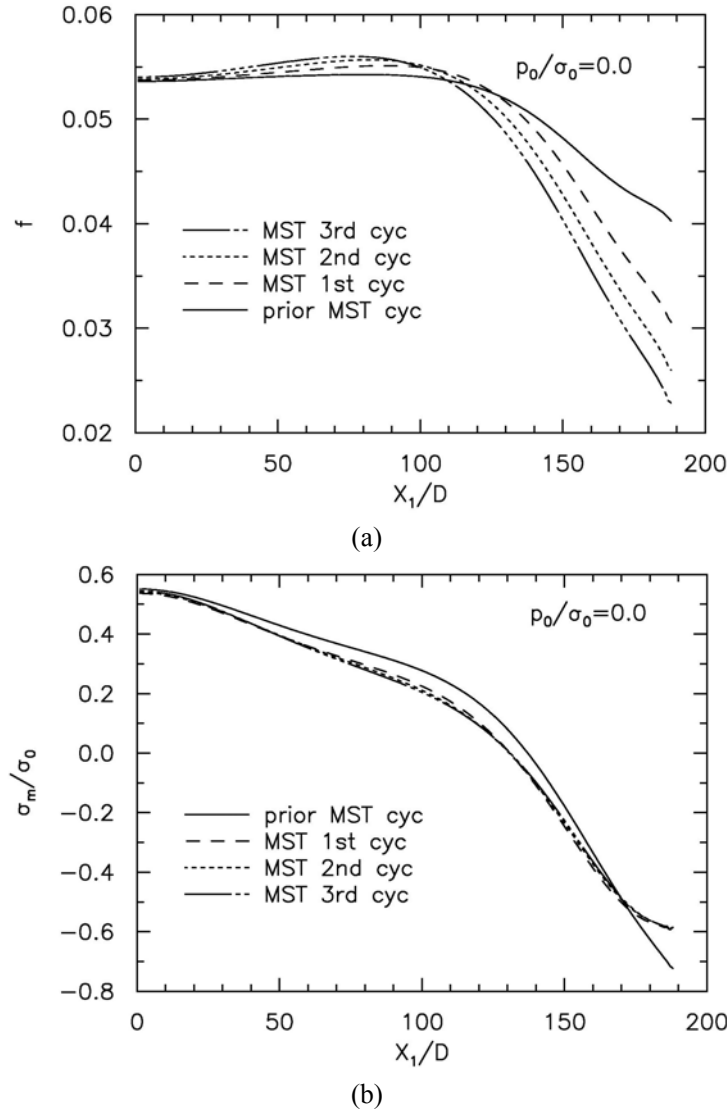 0.06
p₀/σ₀=0.0
0.05
f
0.04
MST 3rd cyc
MST 2nd cyc
MST 1st cyc
prior MST cyc
0.03
0.02
0 50 100 150 200
X₁/D
(a)
0.6
p₀/σ₀=0.0
0.4
0.2
σₘ/σ₀
0.0
−0.2
prior MST cyc
MST 1st cyc
−0.4
MST 2nd cyc
MST 3rd cyc
−0.6
−0.8
0 50 100 150 200
X₁/D
(b)